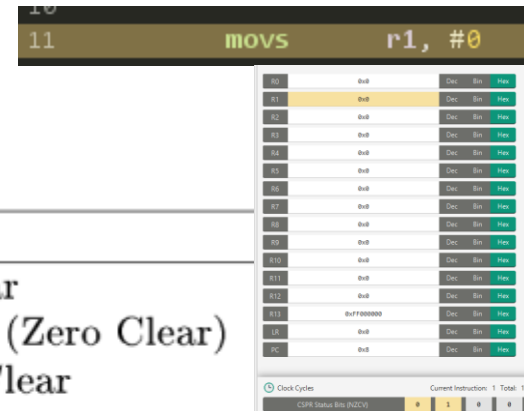 10
11 movs r1, #0
R0 0x0 Dec Bin Hex
R1 0x0 Dec Bin Hex
R2 0x0 Dec Bin Hex
R3 0x0 Dec Bin Hex
R4 0x0 Dec Bin Hex
R5 0x0 Dec Bin Hex
R6 0x0 Dec Bin Hex
R7 0x0 Dec Bin Hex
R8 0x0 Dec Bin Hex
R9 0x0 Dec Bin Hex
R10 0x0 Dec Bin Hex
R11 0x0 Dec Bin Hex
R12 0x0 Dec Bin Hex
R13 0xFF000000 Dec Bin Hex
LR 0x0 Dec Bin Hex
PC 0x8 Dec Bin Hex
Clock Cycles Current Instruction: 1 Total: 1
CSPR Status Bits (NZCV) 0 1 0 0
ar
(Zero Clear)
lear